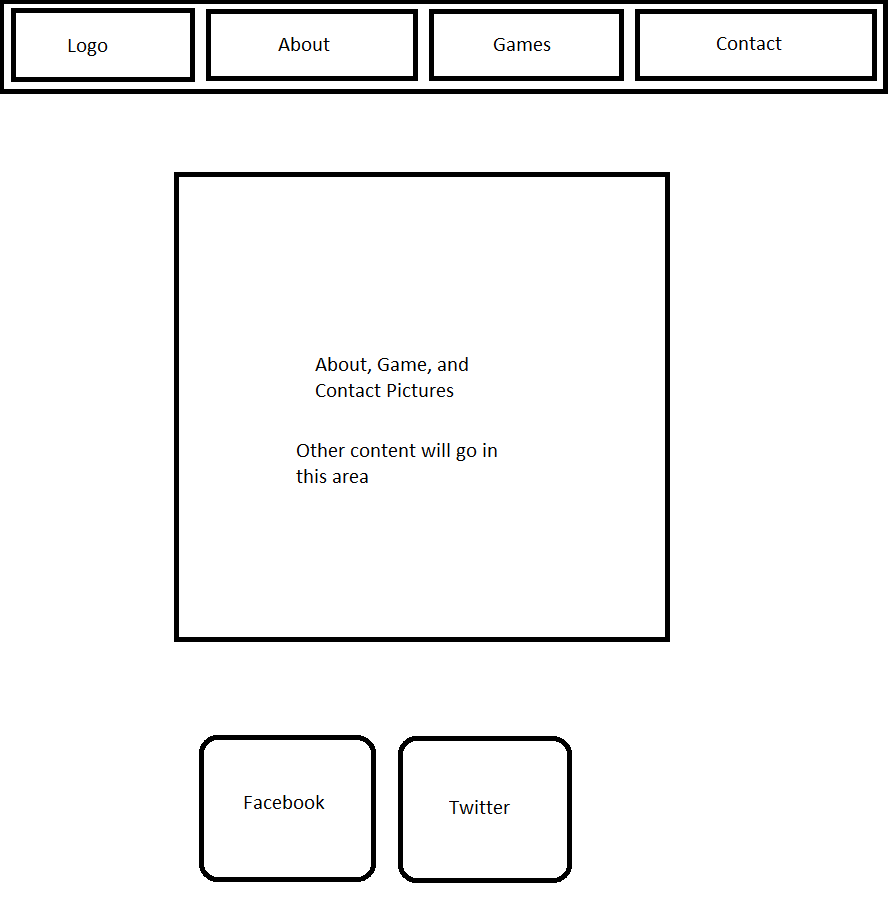 Logo
About
Games
Contact
About, Game, and
Contact Pictures
Other content will go in
this area
Facebook
Twitter